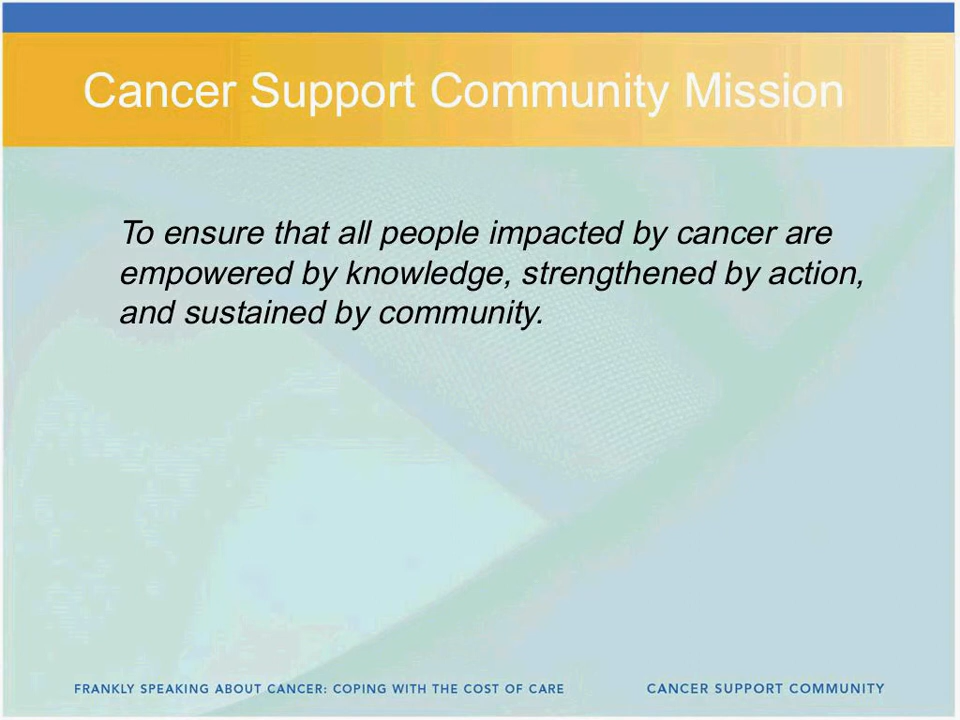 Cancer Support Community Mission
To ensure that all people impacted by cancer are
empowered by knowledge, strengthened by action,
and sustained by community.
FRANKLY SPEAKING ABOUT CANCER: COPING WITH THE COST OF CARE CANCER SUPPORT COMMUNITY